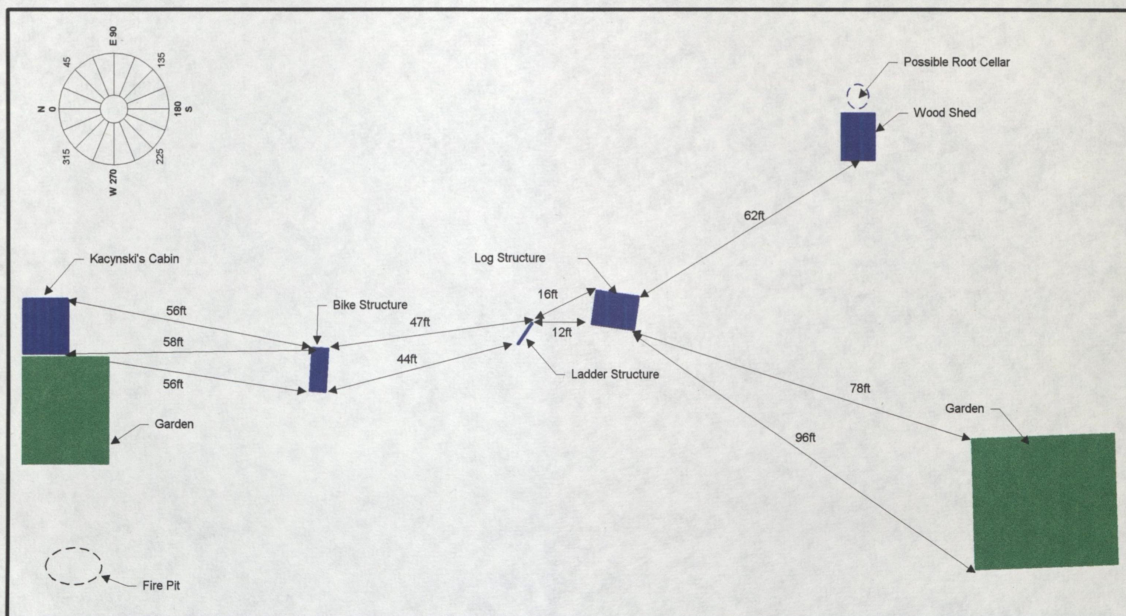 E 90
45
135
N 0
180 S
315
225
W 270
Possible Root Cellar
Wood Shed
62ft
Kacynski's Cabin
Log Structure
16ft
56ft
Bike Structure
47ft
12ft
58ft
44ft
Ladder Structure
56ft
78ft
Garden
Garden
96ft
Fire Pit